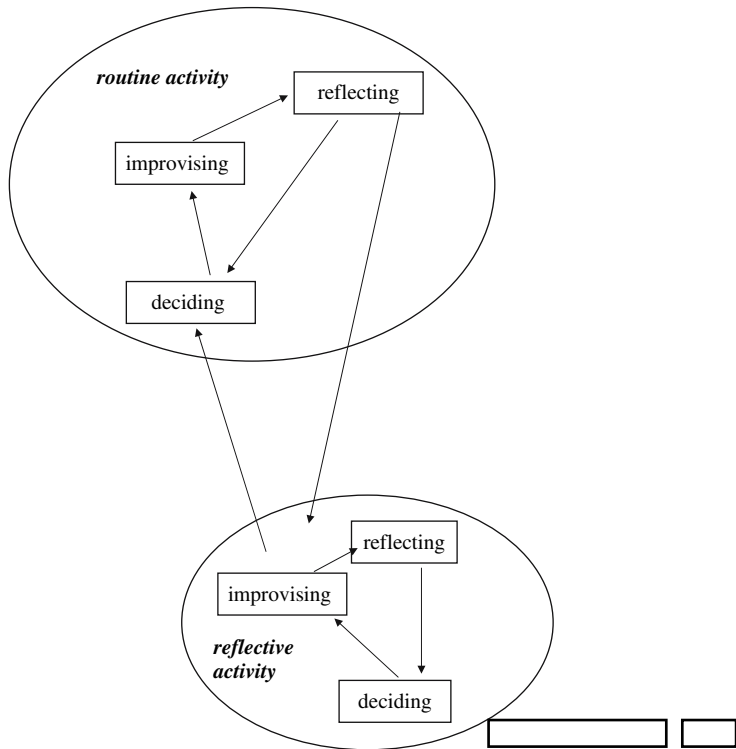 routine activity
reflecting
improvising
deciding
reflecting
improvising
reflective
activity
deciding